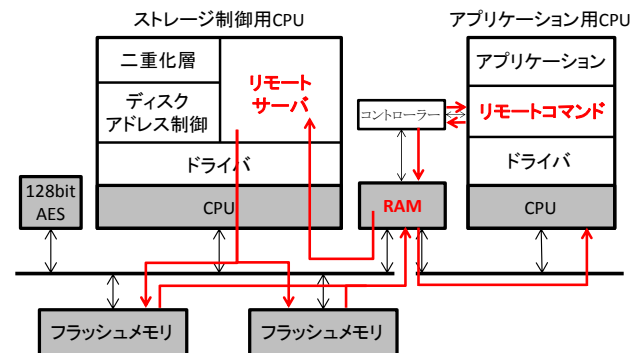 ストレージ制御用CPU
アプリケーション用CPU
二重化層
リモート
サーバ
ディスク
アドレス制御
ドライバ
CPU
128bit
AES
コントローラー
RAM
アプリケーション
リモートコマンド
ドライバ
CPU
フラッシュメモリ
フラッシュメモリ